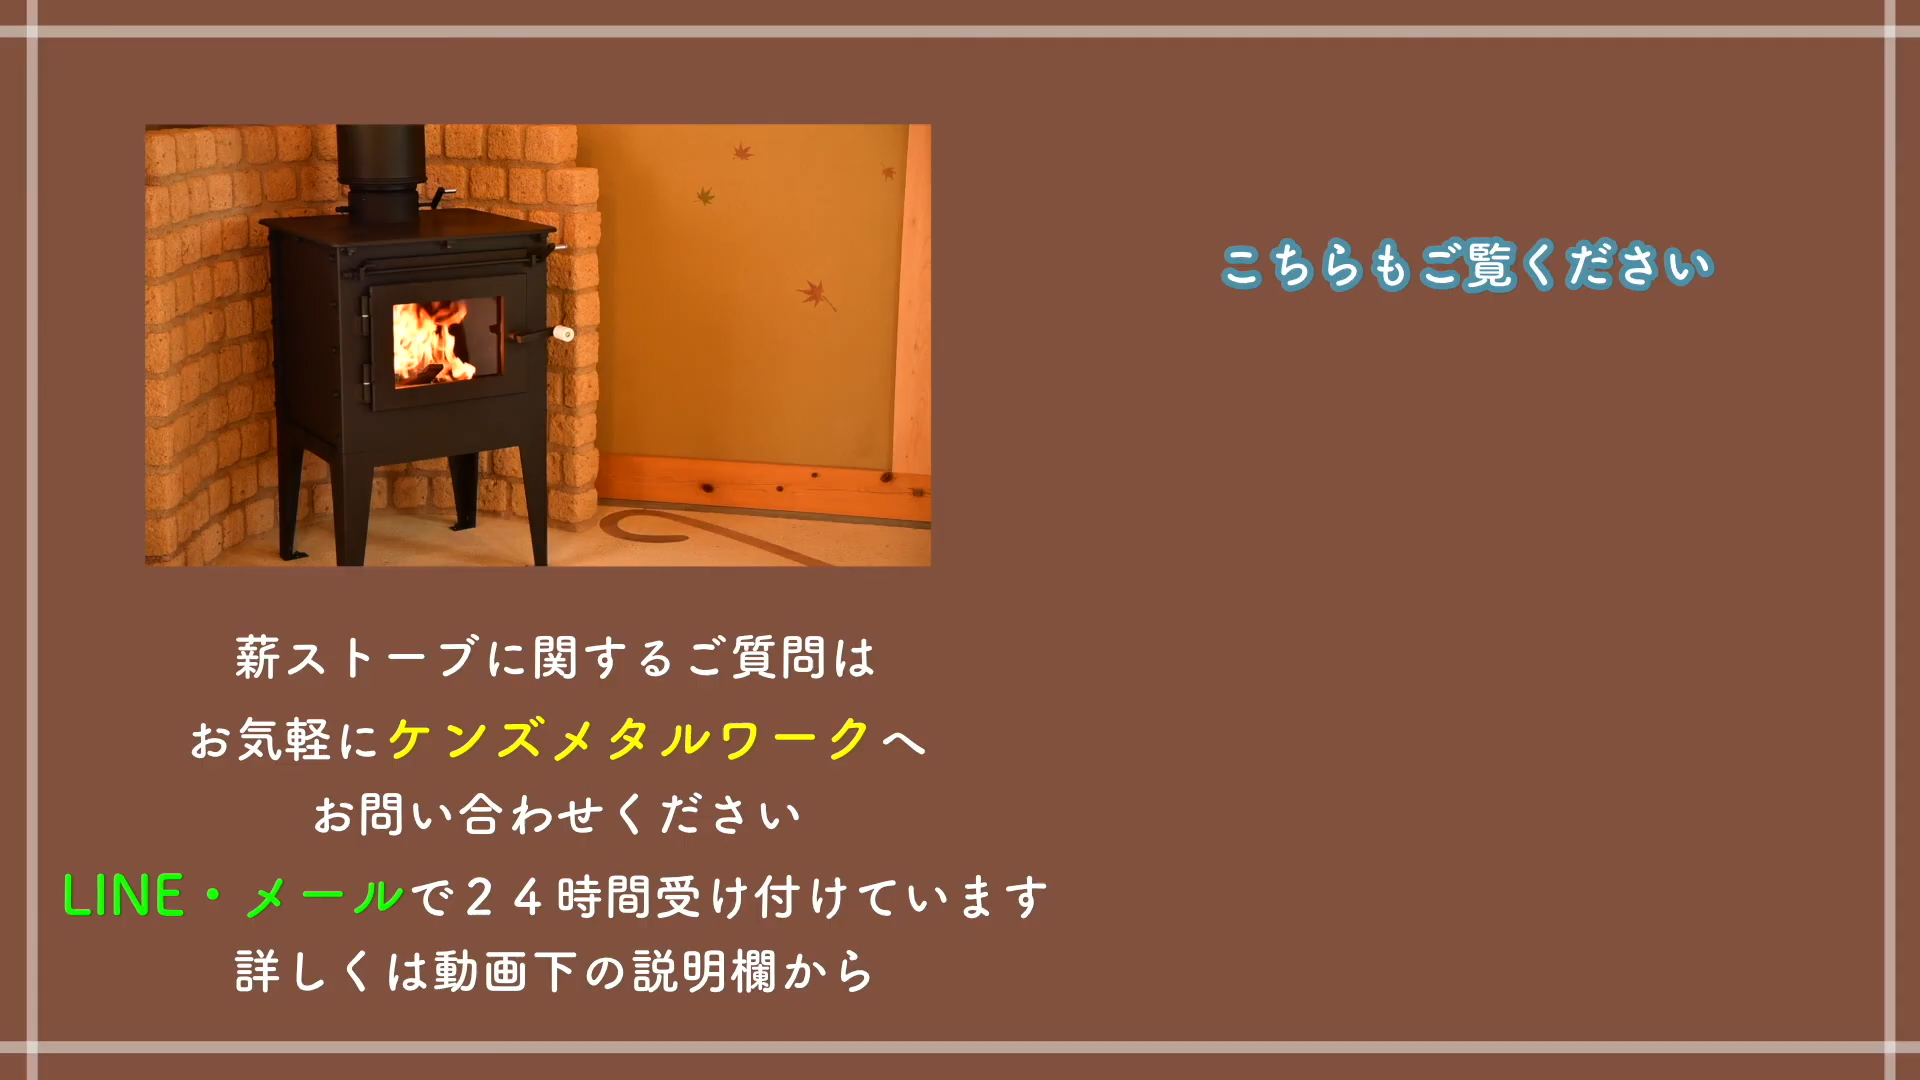 こちらもご覧ください
薪ストーブに関するご質問は
お気軽にケンズメタルワークへ
お問い合わせください
LINE・メールで２４時間受け付けています
詳しくは動画下の説明欄から